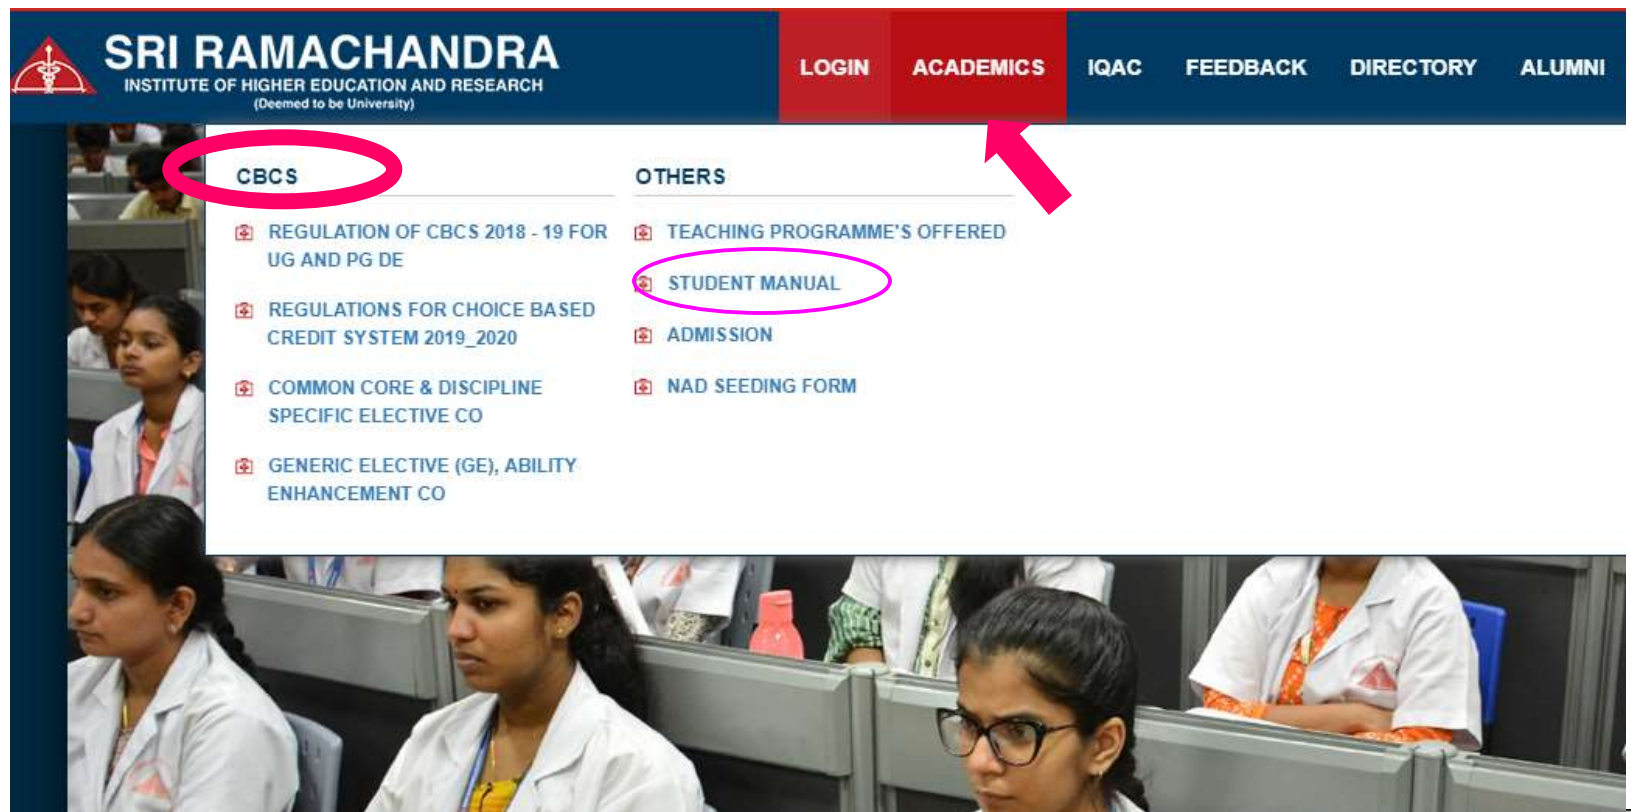 SRI RAMACHANDRA
INSTITUTE OF HIGHER EDUCATION AND RESEARCH
(Deemed to be University)
LOGIN ACADEMICS IQAC FEEDBACK DIRECTORY ALUMNI
CBCS
REGULATION OF CBCS 2018 - 19 FOR
UG AND PG DE
REGULATIONS FOR CHOICE BASED
CREDIT SYSTEM 2019_2020
COMMON CORE & DISCIPLINE
SPECIFIC ELECTIVE CO
GENERIC ELECTIVE (GE), ABILITY
ENHANCEMENT CO
OTHERS
TEACHING PROGRAMME'S OFFERED
STUDENT MANUAL
ADMISSION
NAD SEEDING FORM